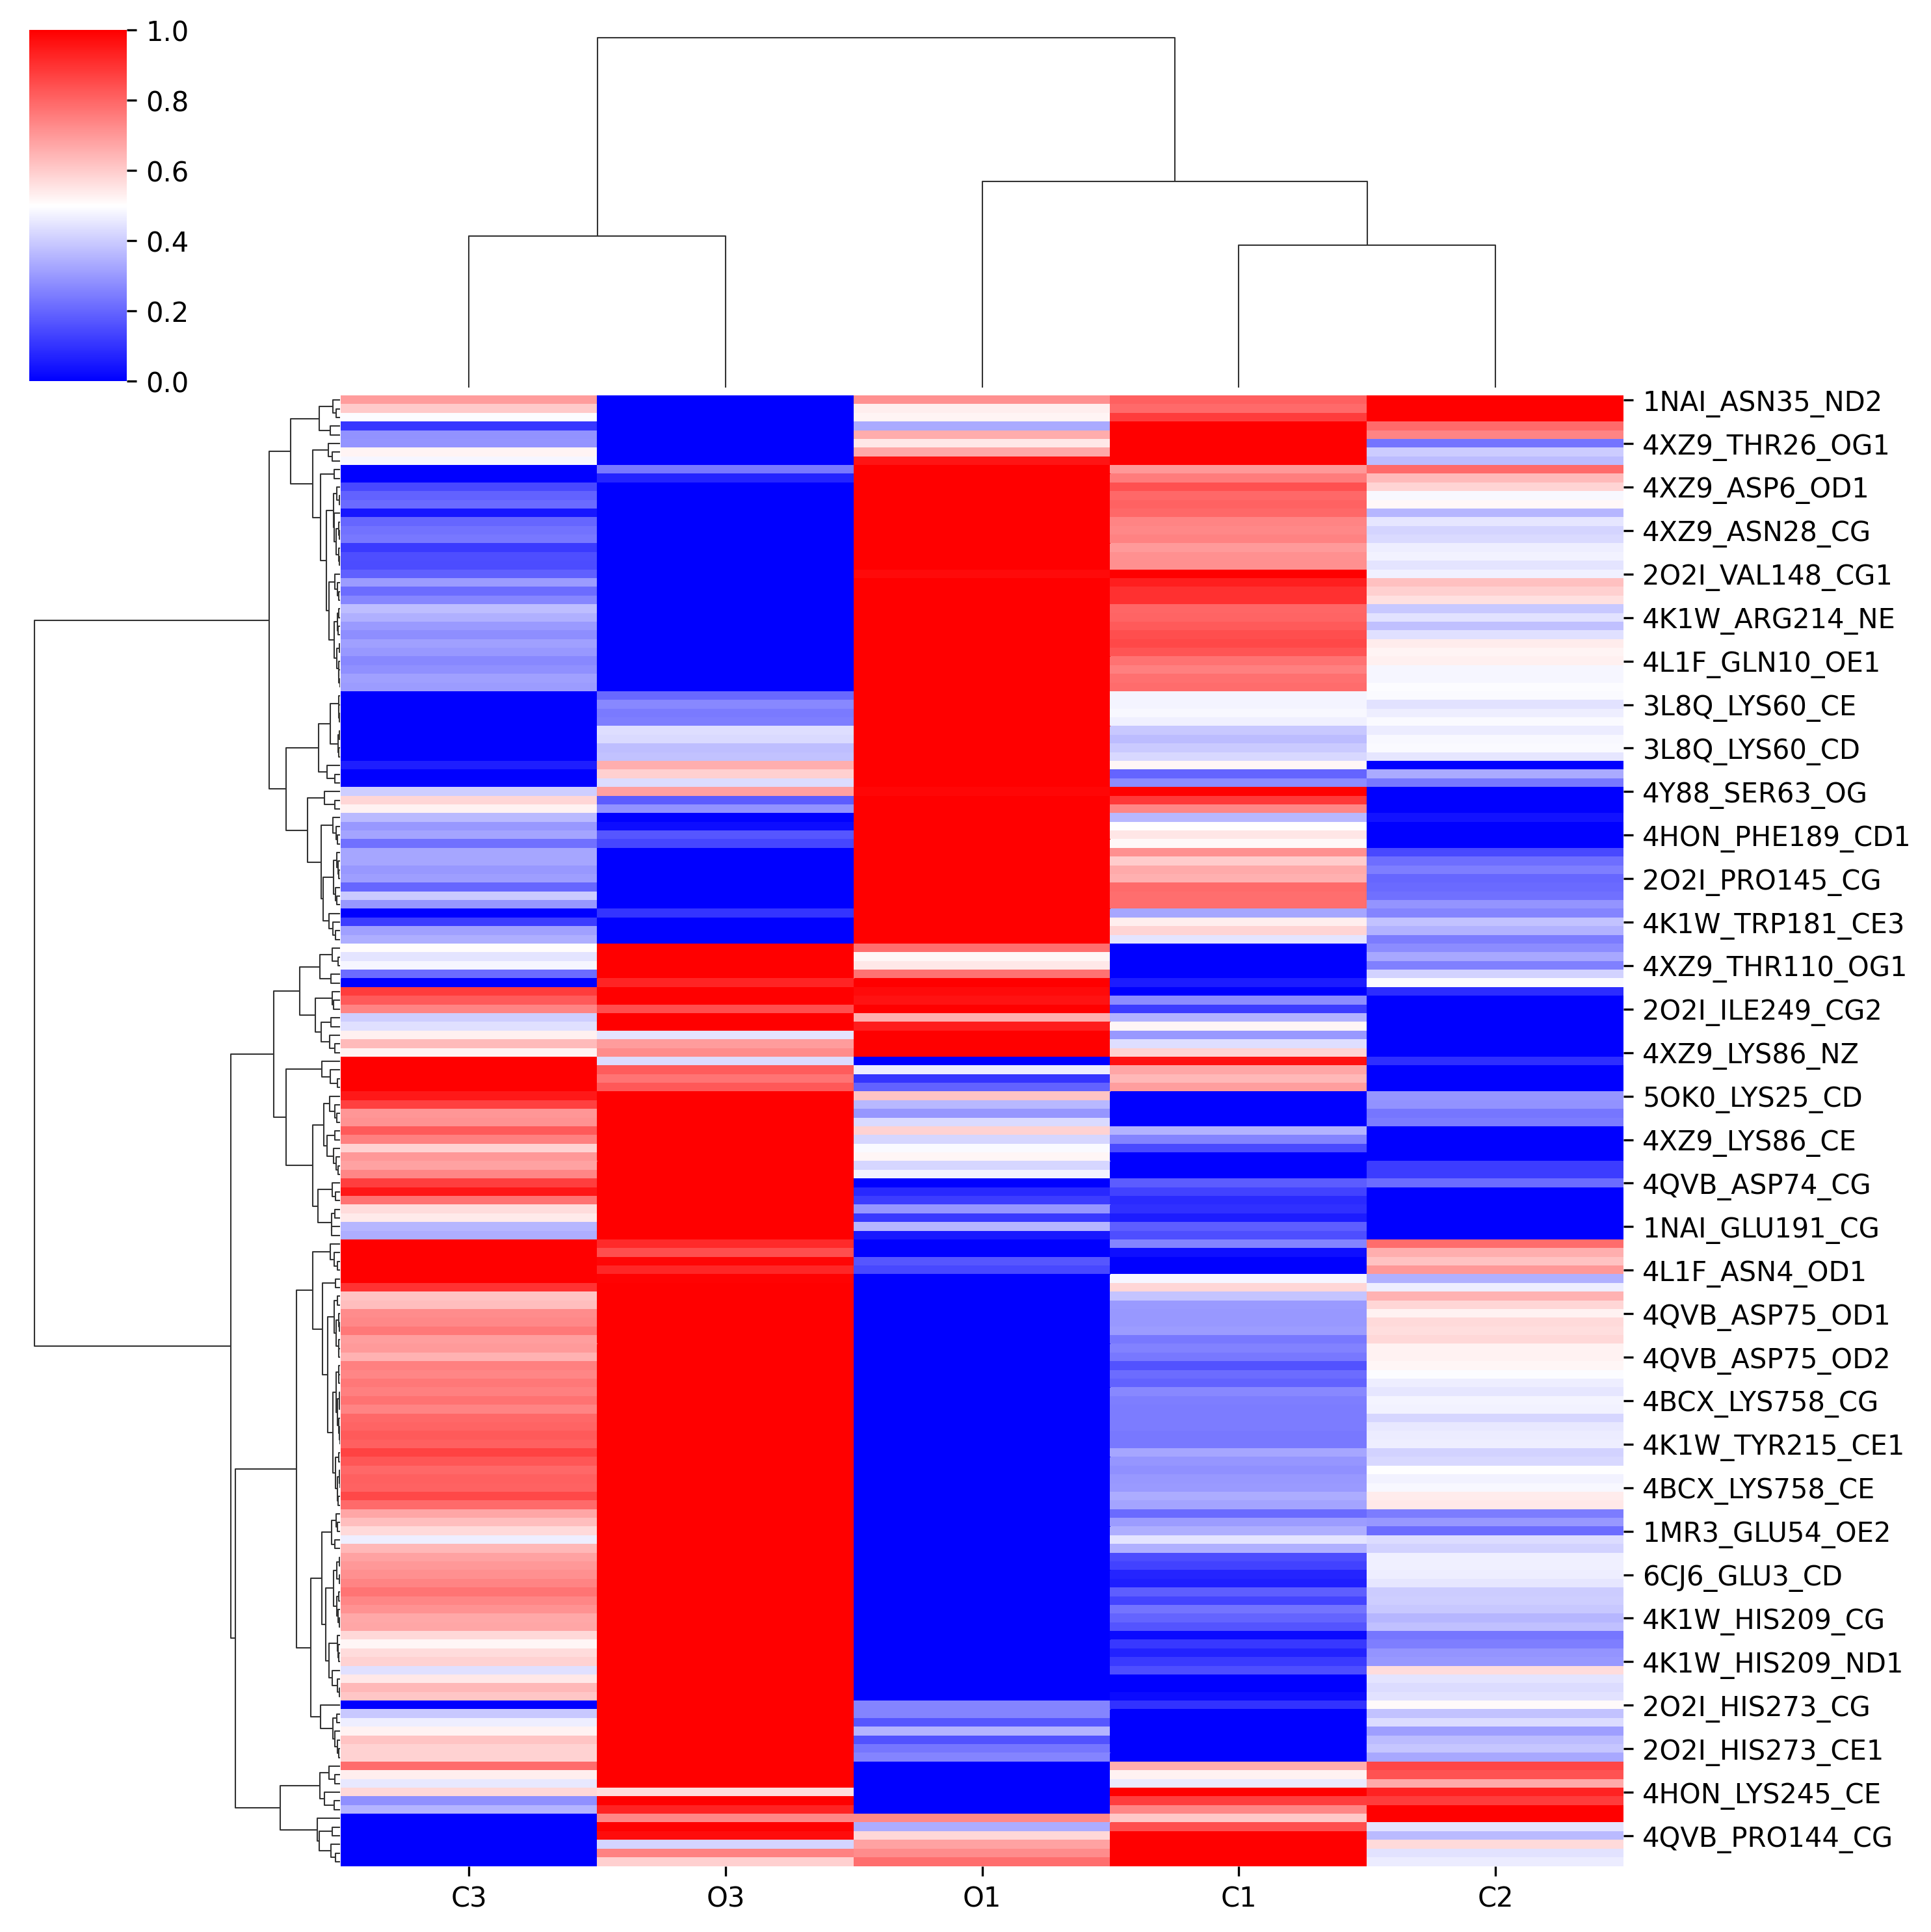 1.0
0.8
0.6
0.4
0.2
0.0
1NAI_ASN35_ND2
4XZ9_THR26_OG1
4XZ9_ASP6_OD1
4XZ9_ASN28_CG
2O2I_VAL148_CG1
4K1W_ARG214_NE
4L1F_GLN10_OE1
3L8Q_LYS60_CE
3L8Q_LYS60_CD
4Y88_SER63_OG
4HON_PHE189_CD1
2O2I_PRO145_CG
4K1W_TRP181_CE3
4XZ9_THR110_OG1
2O2I_ILE249_CG2
4XZ9_LYS86_NZ
5OK0_LYS25_CD
4XZ9_LYS86_CE
4QVB_ASP74_CG
1NAI_GLU191_CG
4L1F_ASN4_OD1
4QVB_ASP75_OD1
4QVB_ASP75_OD2
4BCX_LYS758_CG
4K1W_TYR215_CE1
4BCX_LYS758_CE
1MR3_GLU54_OE2
6CJ6_GLU3_CD
4K1W_HIS209_CG
4K1W_HIS209_ND1
2O2I_HIS273_CG
2O2I_HIS273_CE1
4HON_LYS245_CE
4QVB_PRO144_CG
C3 O3 O1 C1 C2